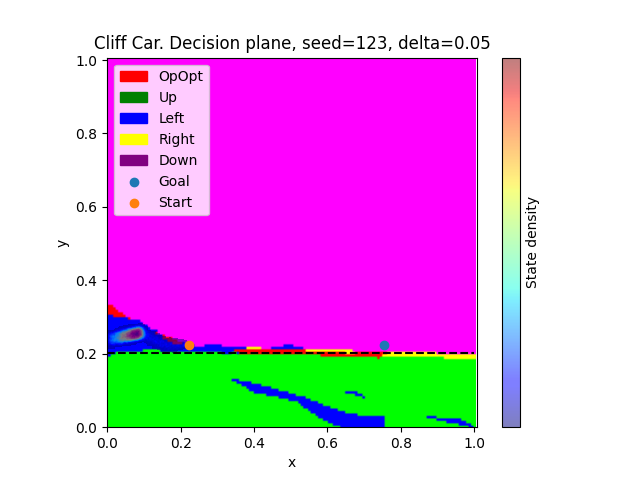 Cliff Car. Decision plane, seed=123, delta=0.05
1.0
0.8
0.6
0.4
0.2
0.0
y
OpOpt
Up
Left
Right
Down
Goal
Start
0.0 0.2 0.4 0.6 0.8 1.0
x
State density